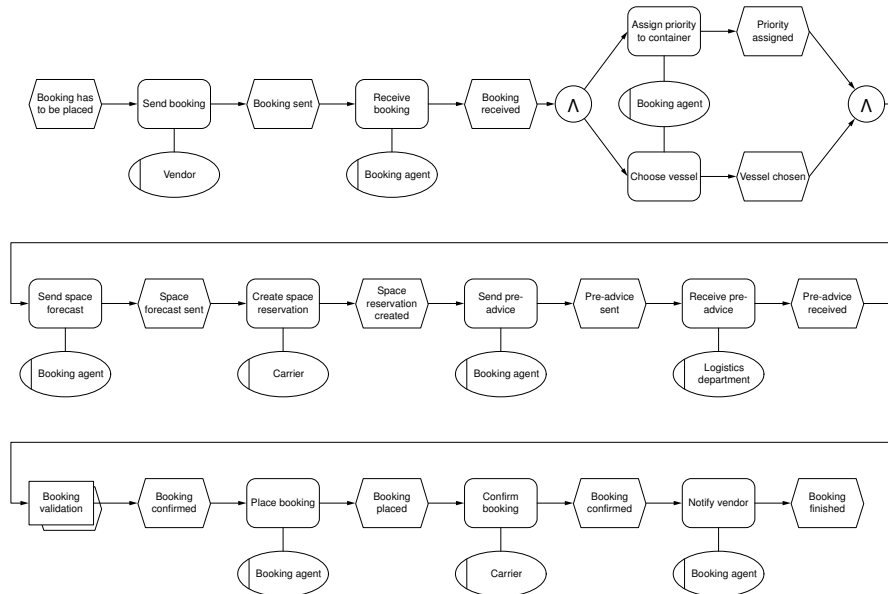 Booking has
to be placed
Send booking
Vendor
Booking sent
Receive
booking
Booking agent
Booking
received
Λ
Assign priority
to container
Priority
assigned
Booking agent
Choose vessel
Vessel chosen
Λ
Send space
forecast
Booking agent
Space
forecast sent
Create space
reservation
Carrier
Space
reservation
created
Send pre-
advice
Booking agent
Pre-advice
sent
Receive pre-
advice
Logistics
department
Pre-advice
received
Booking
validation
Booking
confirmed
Place booking
Booking agent
Booking
placed
Confirm
booking
Carrier
Booking
confirmed
Notify vendor
Booking agent
Booking
finished